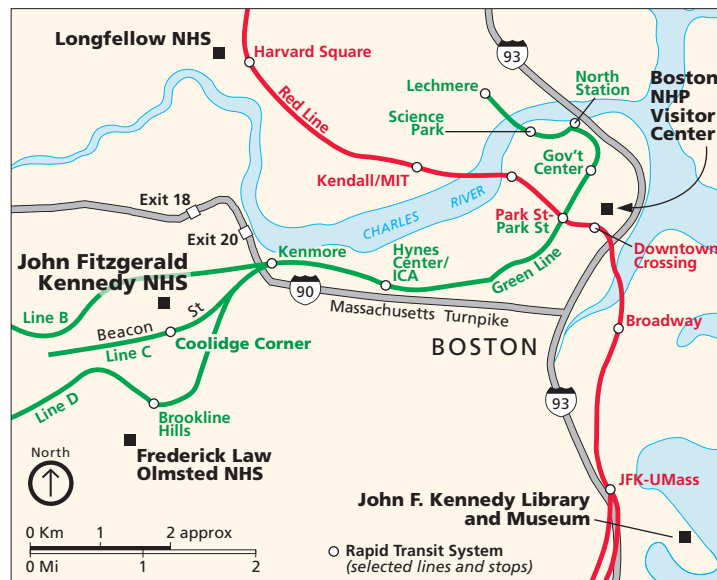 Longfellow NHS
Harvard Square
Red Line
93
Lechmere
Science
Park
North
Station
Boston
NHP
Visitor
Center
Gov't
Center
Kendall/MIT
CHARLES RIVER
Park St-
Park St
Downtown
Crossing
Exit 18
Exit 20
Kenmore
Hynes
Center/
ICA
Green Line
John Fitzgerald
Kennedy NHS
90
Massachusetts Turnpike
Line B
Beacon St
Line C
Coolidge Corner
BOSTON
Broadway
Line D
Brookline
Hills
93
Frederick Law
Olmsted NHS
North
JFK-UMass
John F. Kennedy Library
and Museum
0 Km 1 2 approx
0 Mi 1 2
Rapid Transit System
(selected lines and stops)